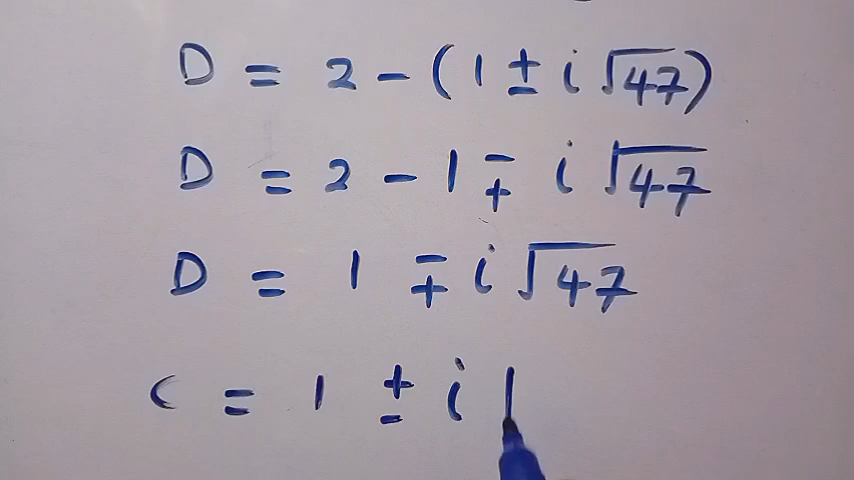 D = 2 - (1 ± i √47)
D = 2 - 1 ∓ i √47
D = 1 ∓ i √47
C = 1 ± i